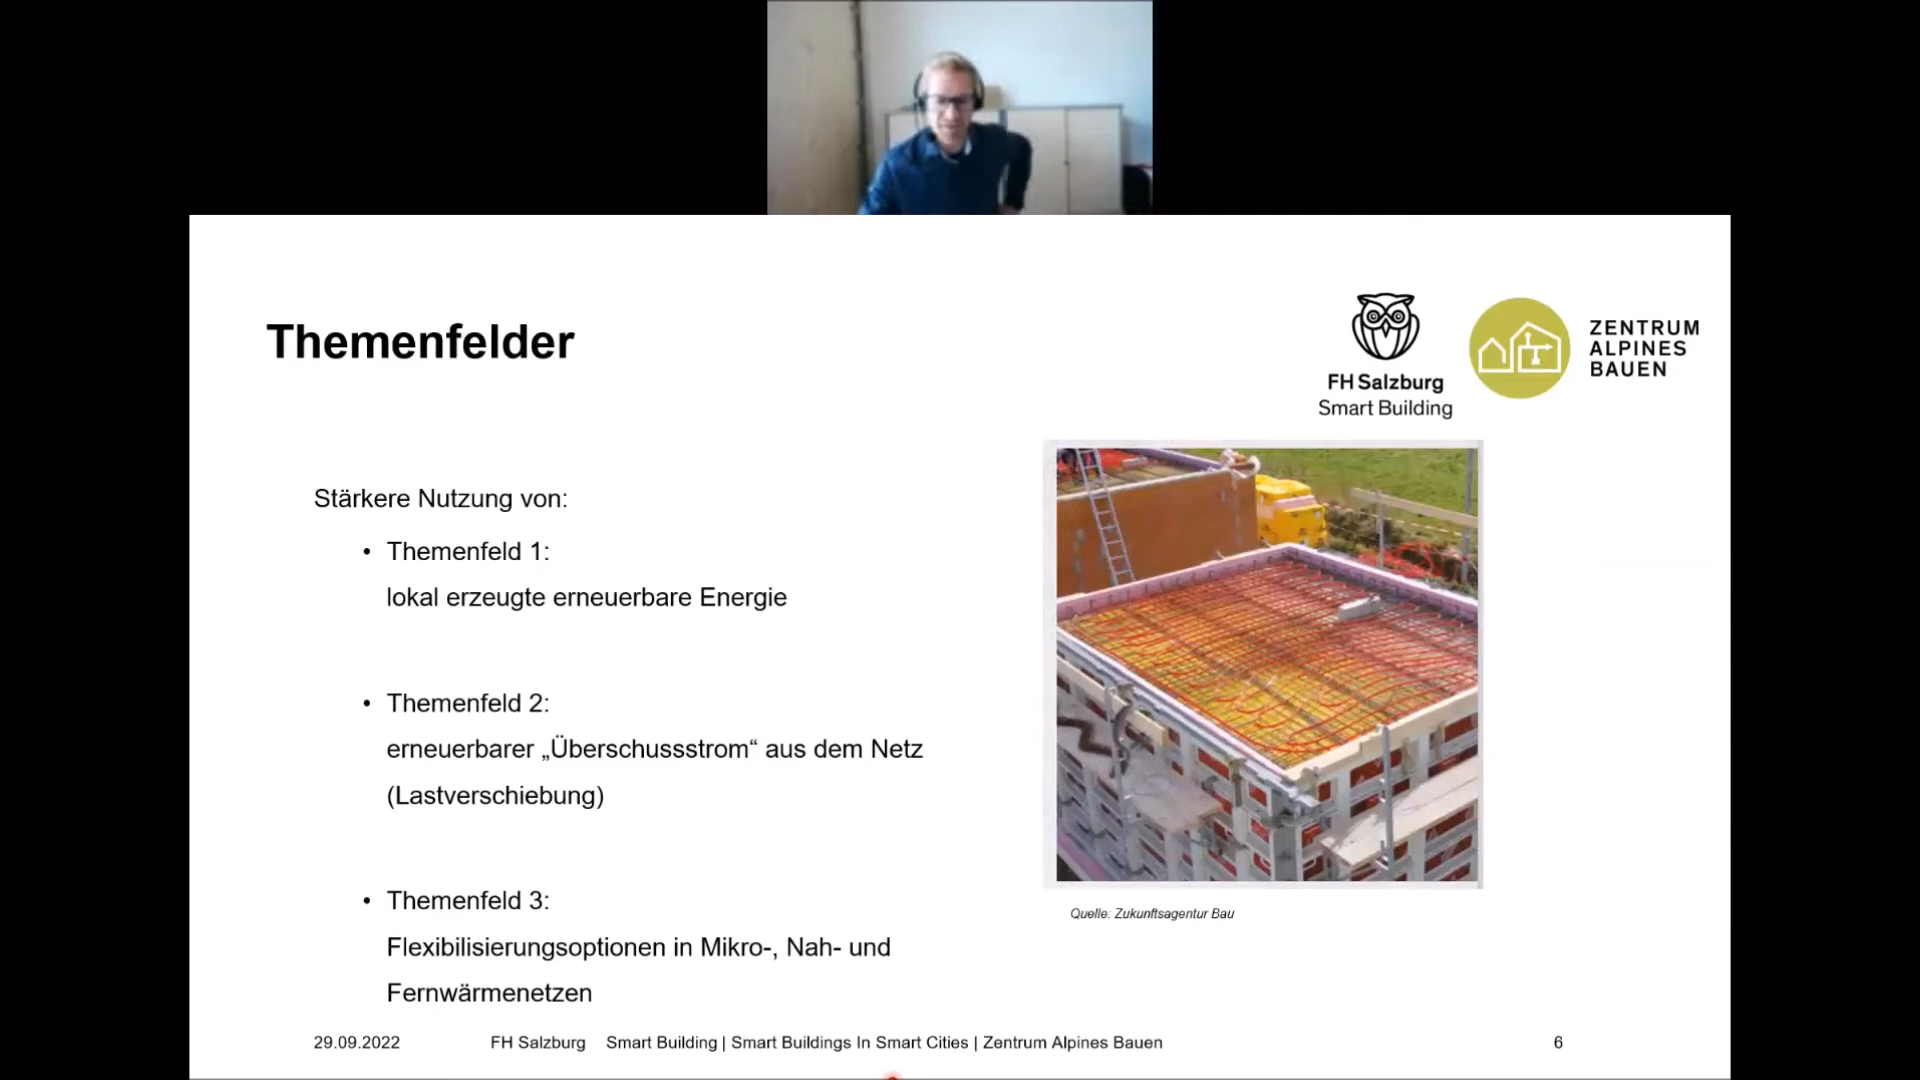 Themenfelder
FH Salzburg
Smart Building
ZENTRUM
ALPINES
BAUEN
Stärkere Nutzung von:
• Themenfeld 1:
lokal erzeugte erneuerbare Energie
• Themenfeld 2:
erneuerbarer „Überschussstrom“ aus dem Netz
(Lastverschiebung)
• Themenfeld 3:
Flexibilisierungsoptionen in Mikro-, Nah- und
Fernwärmenetzen
Quelle: Zukunftsagentur Bau
29.09.2022 FH Salzburg Smart Building | Smart Buildings In Smart Cities | Zentrum Alpines Bauen 6